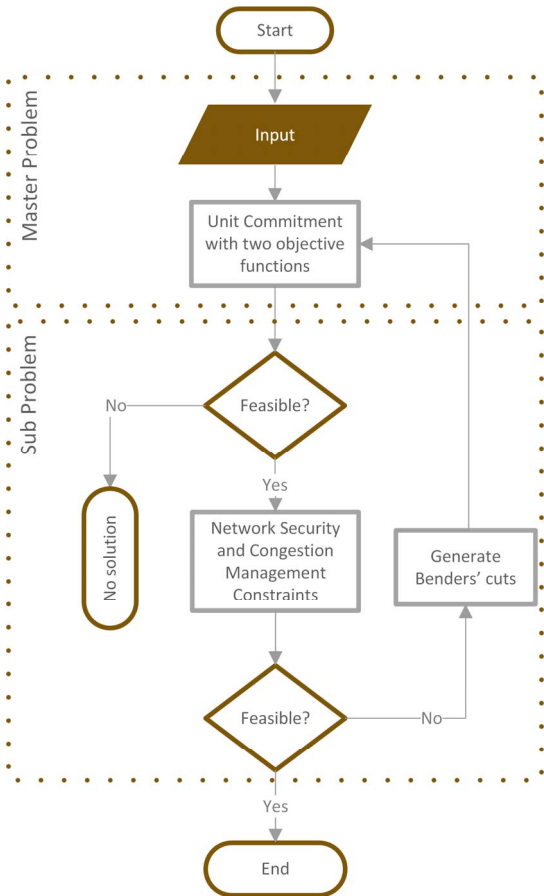 Start
Master Problem
Input
Unit Commitment
with two objective
functions
Sub Problem
Feasible?
No
Yes
No solution
Network Security
and Congestion
Management
Constraints
Generate
Benders' cuts
Feasible?
No
Yes
End